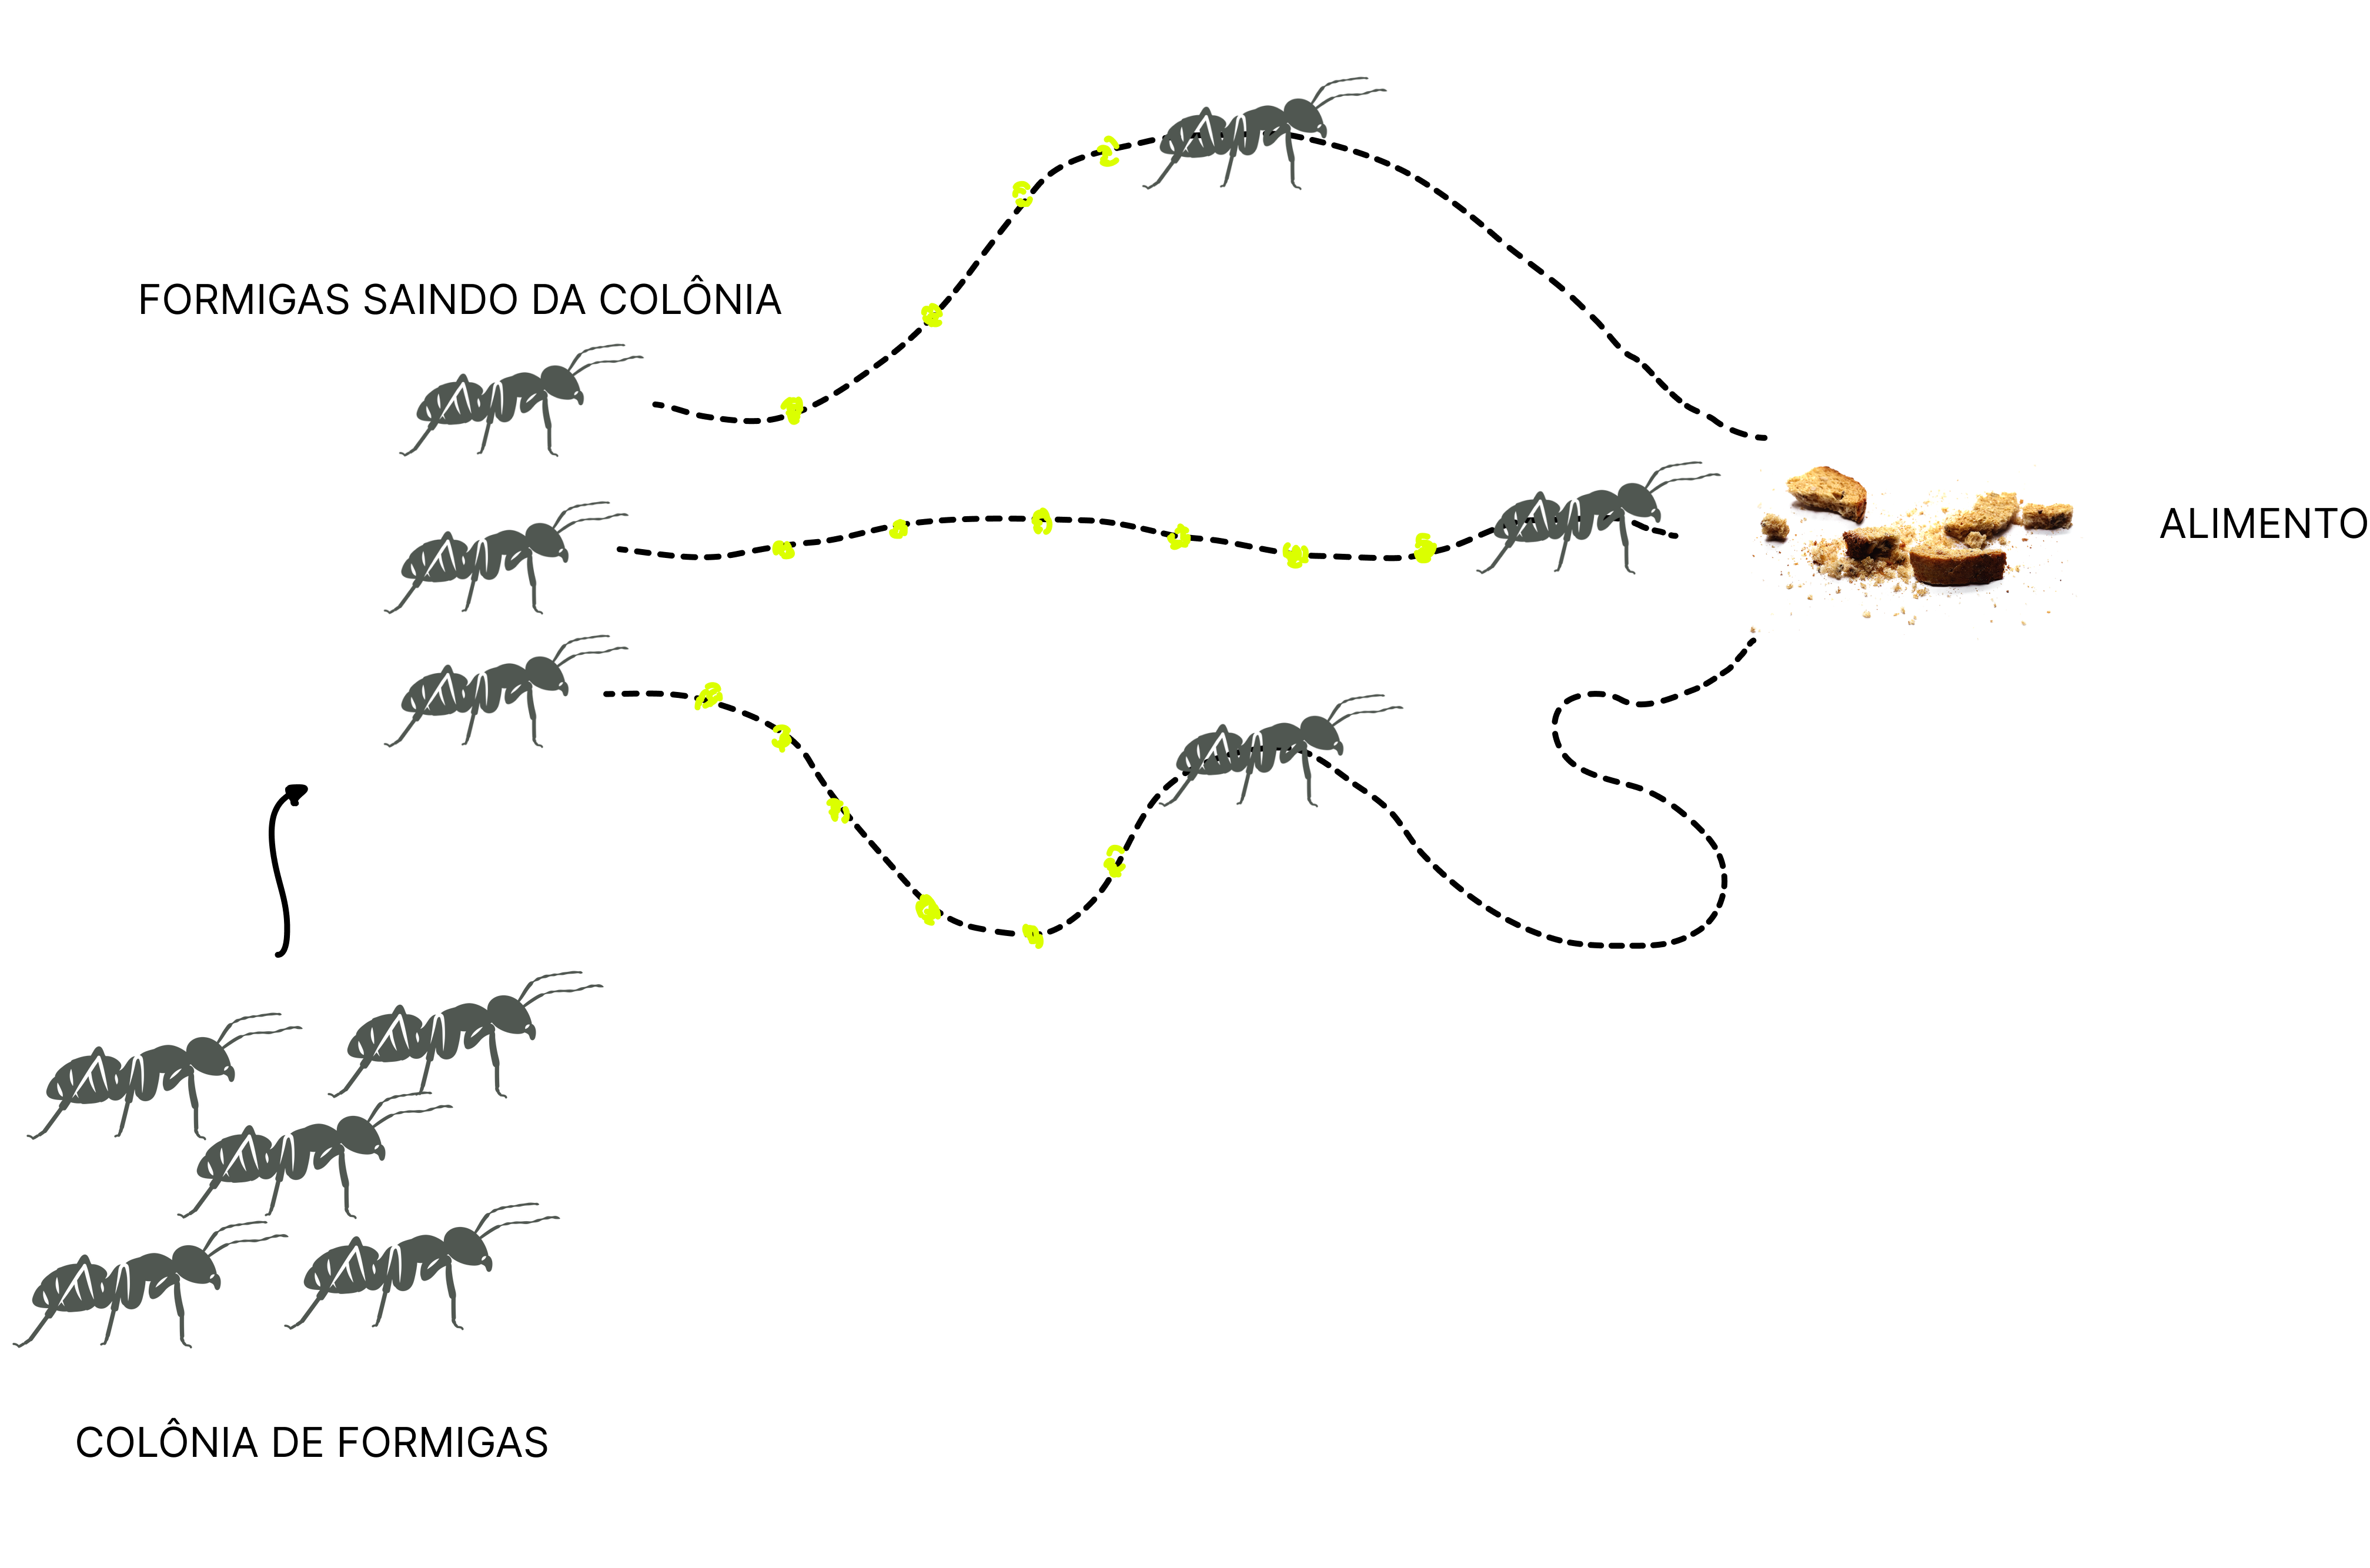 FORMIGAS SAINDO DA COLÔNIA
ALIMENTO
COLÔNIA DE FORMIGAS